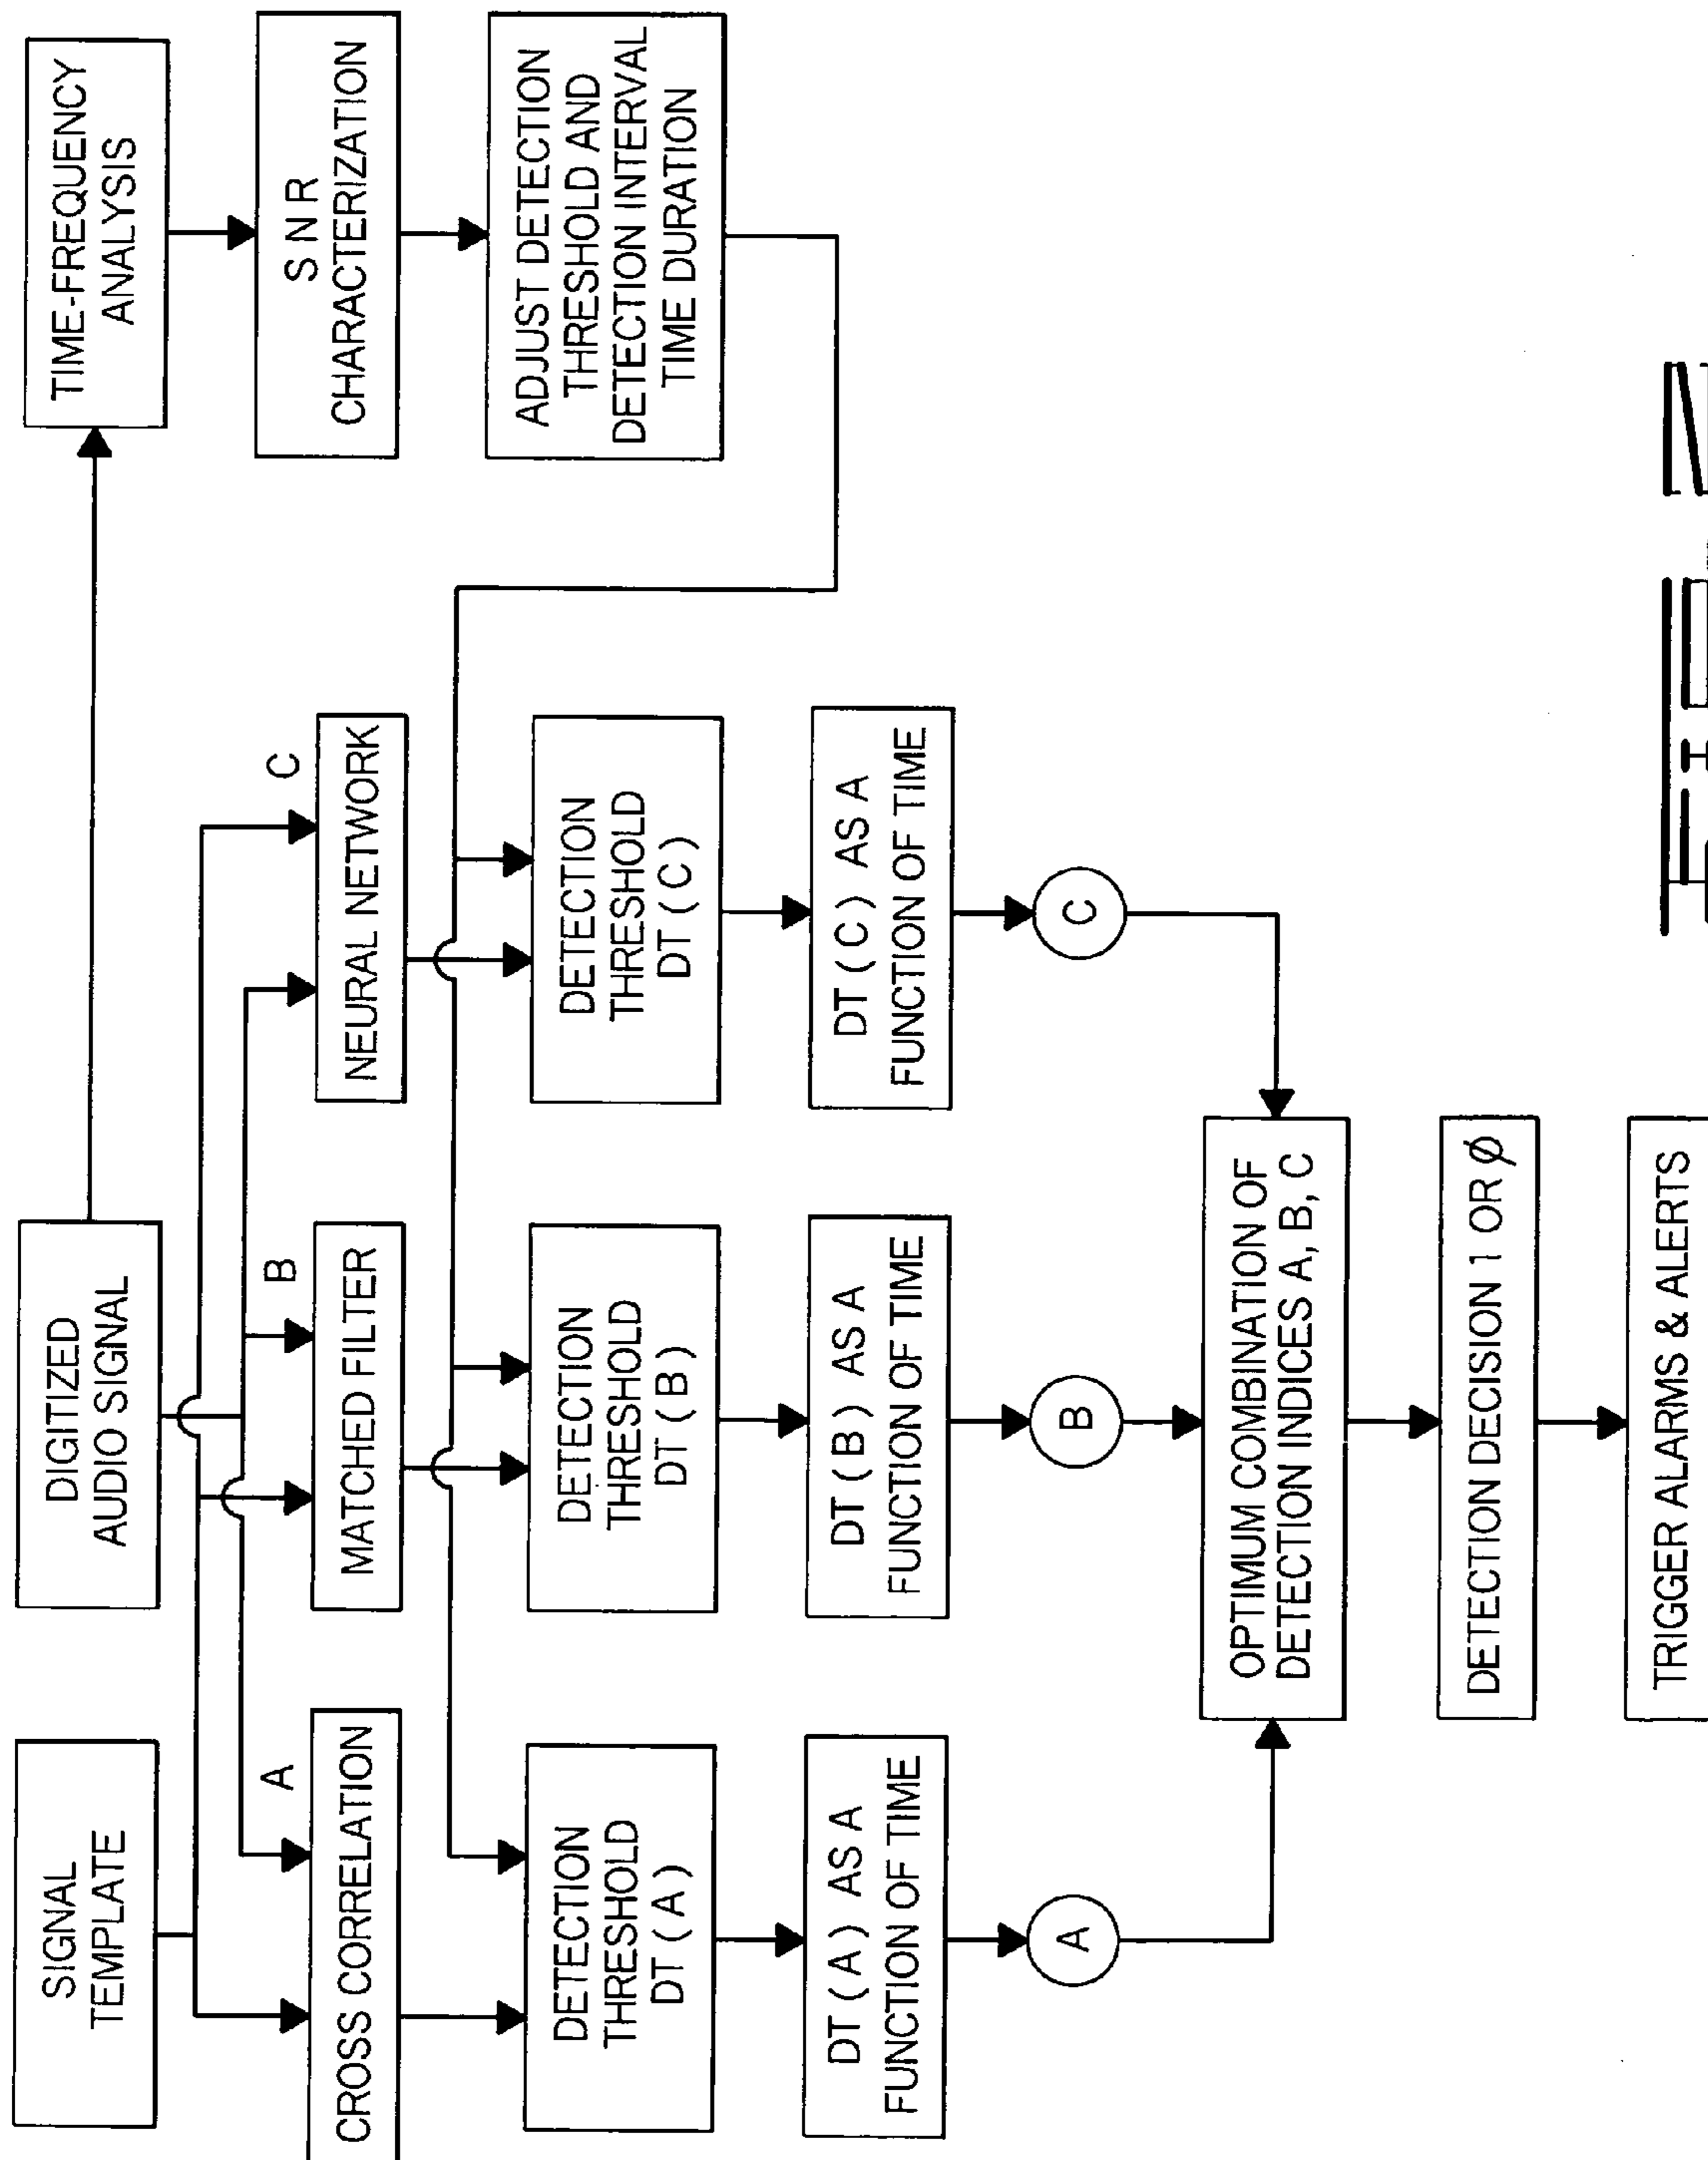 SIGNAL
TEMPLATE
DIGITIZED
AUDIO SIGNAL
TIME-FREQUENCY
ANALYSIS
A
B
C
CROSS CORRELATION
MATCHED FILTER
NEURAL NETWORK
S N R
CHARACTERIZATION
DETECTION
THRESHOLD
DT (A)
DETECTION
THRESHOLD
DT (B)
DETECTION
THRESHOLD
DT (C)
ADJUST DETECTION
THRESHOLD AND
DETECTION INTERVAL
TIME DURATION
DT (A) AS A
FUNCTION OF TIME
DT (B) AS A
FUNCTION OF TIME
DT (C) AS A
FUNCTION OF TIME
A
B
C
OPTIMUM COMBINATION OF
DETECTION INDICES A, B, C
DETECTION DECISION 1 OR Ø
TRIGGER ALARMS & ALERTS